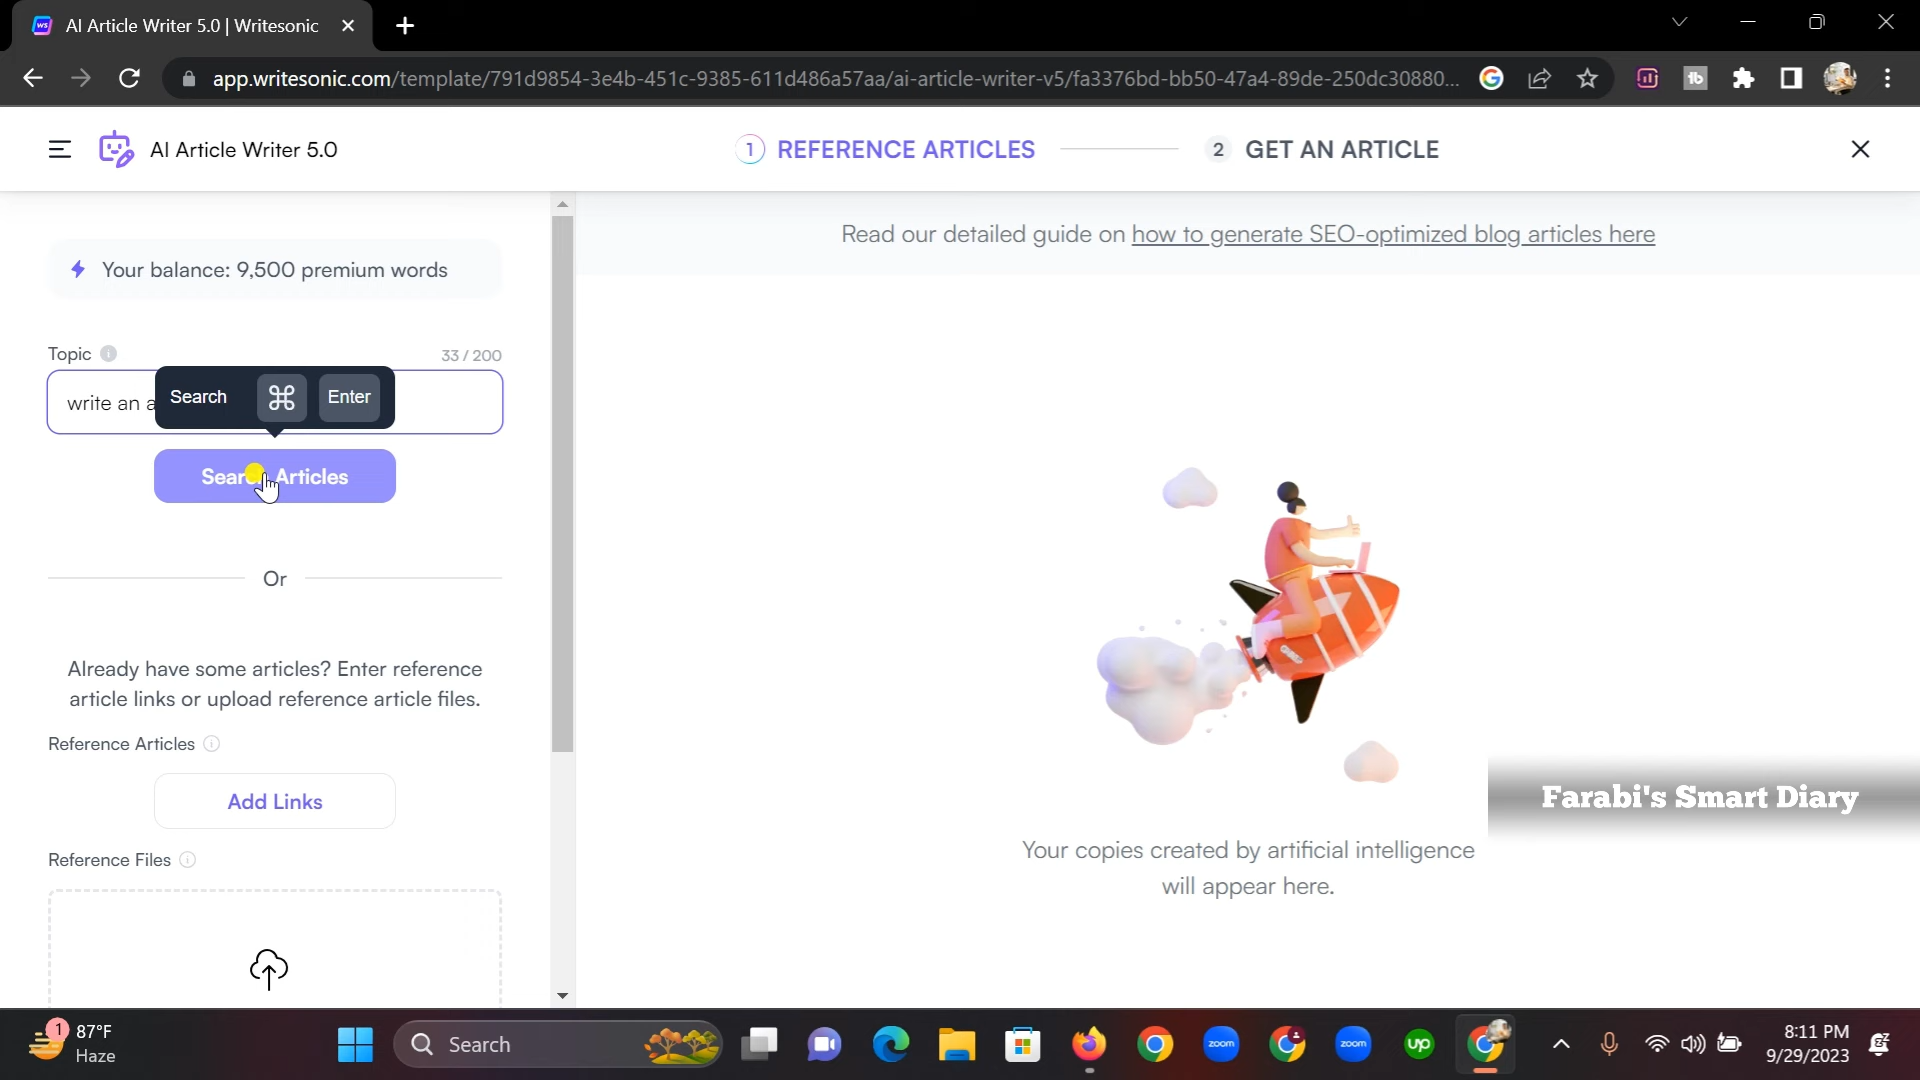 AI Article Writer 5.0 | Writesonic
app.writesonic.com/template/791d9854-3e4b-451c-9385-611d486a57aa/ai-article-writer-v5/fa3376bd-bb50-47a4-89de-250dc30880...
AI Article Writer 5.0
1 REFERENCE ARTICLES
2 GET AN ARTICLE
Read our detailed guide on how to generate SEO-optimized blog articles here
Your balance: 9,500 premium words
Topic
33 / 200
write an a
Search ⌘ Enter
Search Articles
Or
Already have some articles? Enter reference
article links or upload reference article files.
Reference Articles
Add Links
Reference Files
Farabi's Smart Diary
Your copies created by artificial intelligence
will appear here.
1
87°F
Haze
Search
zoom
zoom
up
8:11 PM
9/29/2023